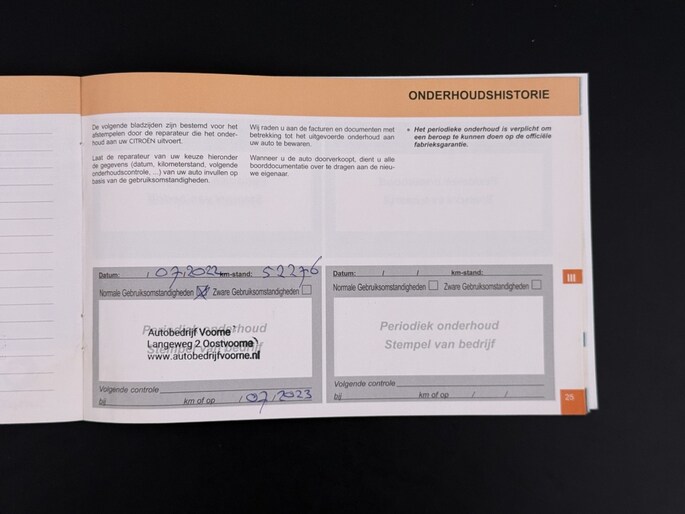 ONDERHOUDSHISTORIE
De volgende bladzijden zijn bestemd voor het
afstempelen door de reparateur die het onder-
houd aan uw CITROËN uitvoert.
Laat de reparateur van uw keuze hieronder
de gegevens (datum, kilometerstand, volgende
onderhoudscontrole, ...) van uw auto invullen op
basis van de gebruiksomstandigheden.
Wij raden u aan de facturen en documenten met
betrekking tot het uitgevoerde onderhoud aan
uw auto te bewaren.
Wanneer u de auto doorverkoopt, dient u alle
boorddocumentatie over te dragen aan de nieu-
we eigenaar.
» Het periodieke onderhoud is verplicht om
een beroep te kunnen doen op de officiële
fabrieksgarantie.
Datum: / 07 / 2022 km-stand: 52276
Normale Gebruiksomstandigheden Zware Gebruiksomstandigheden
Periodiek onderhoud
Stempel van bedrijf
Autobedrijf Voorne
Langeweg 2 Oostvoorne
www.autobedrijfvoorne.nl
Volgende controle
bij km of op / 07 / 2023
Datum: / / km-stand:
Normale Gebruiksomstandigheden Zware Gebruiksomstandigheden
Periodiek onderhoud
Stempel van bedrijf
Volgende controle
bij km of op / /
III
25